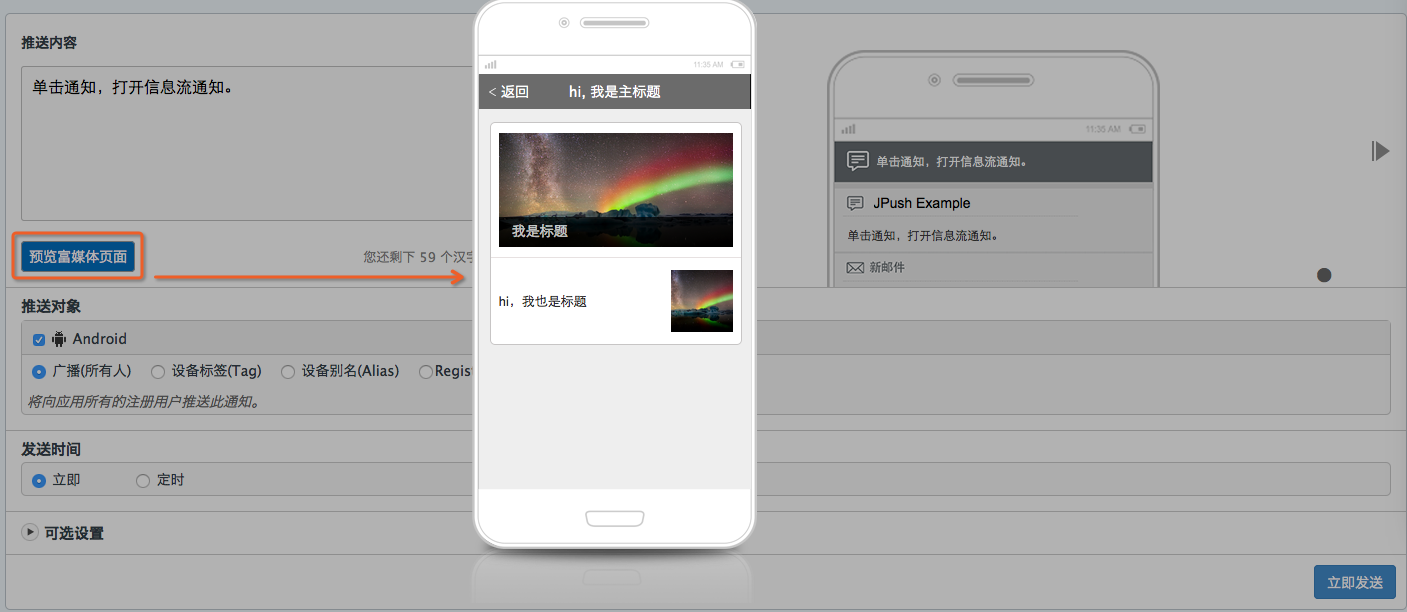 推送内容
单击通知，打开信息流通知。
预览富媒体页面
您还剩下 59 个汉字
推送对象
Android
广播(所有人) 设备标签(Tag) 设备别名(Alias) Regist
将向应用所有的注册用户推送此通知。
发送时间
立即 定时
可选设置
11:35 AM
< 返回 hi, 我是主标题
我是标题
hi，我也是标题
11:35 AM
单击通知，打开信息流通知。
JPush Example
单击通知，打开信息流通知。
新邮件
立即发送